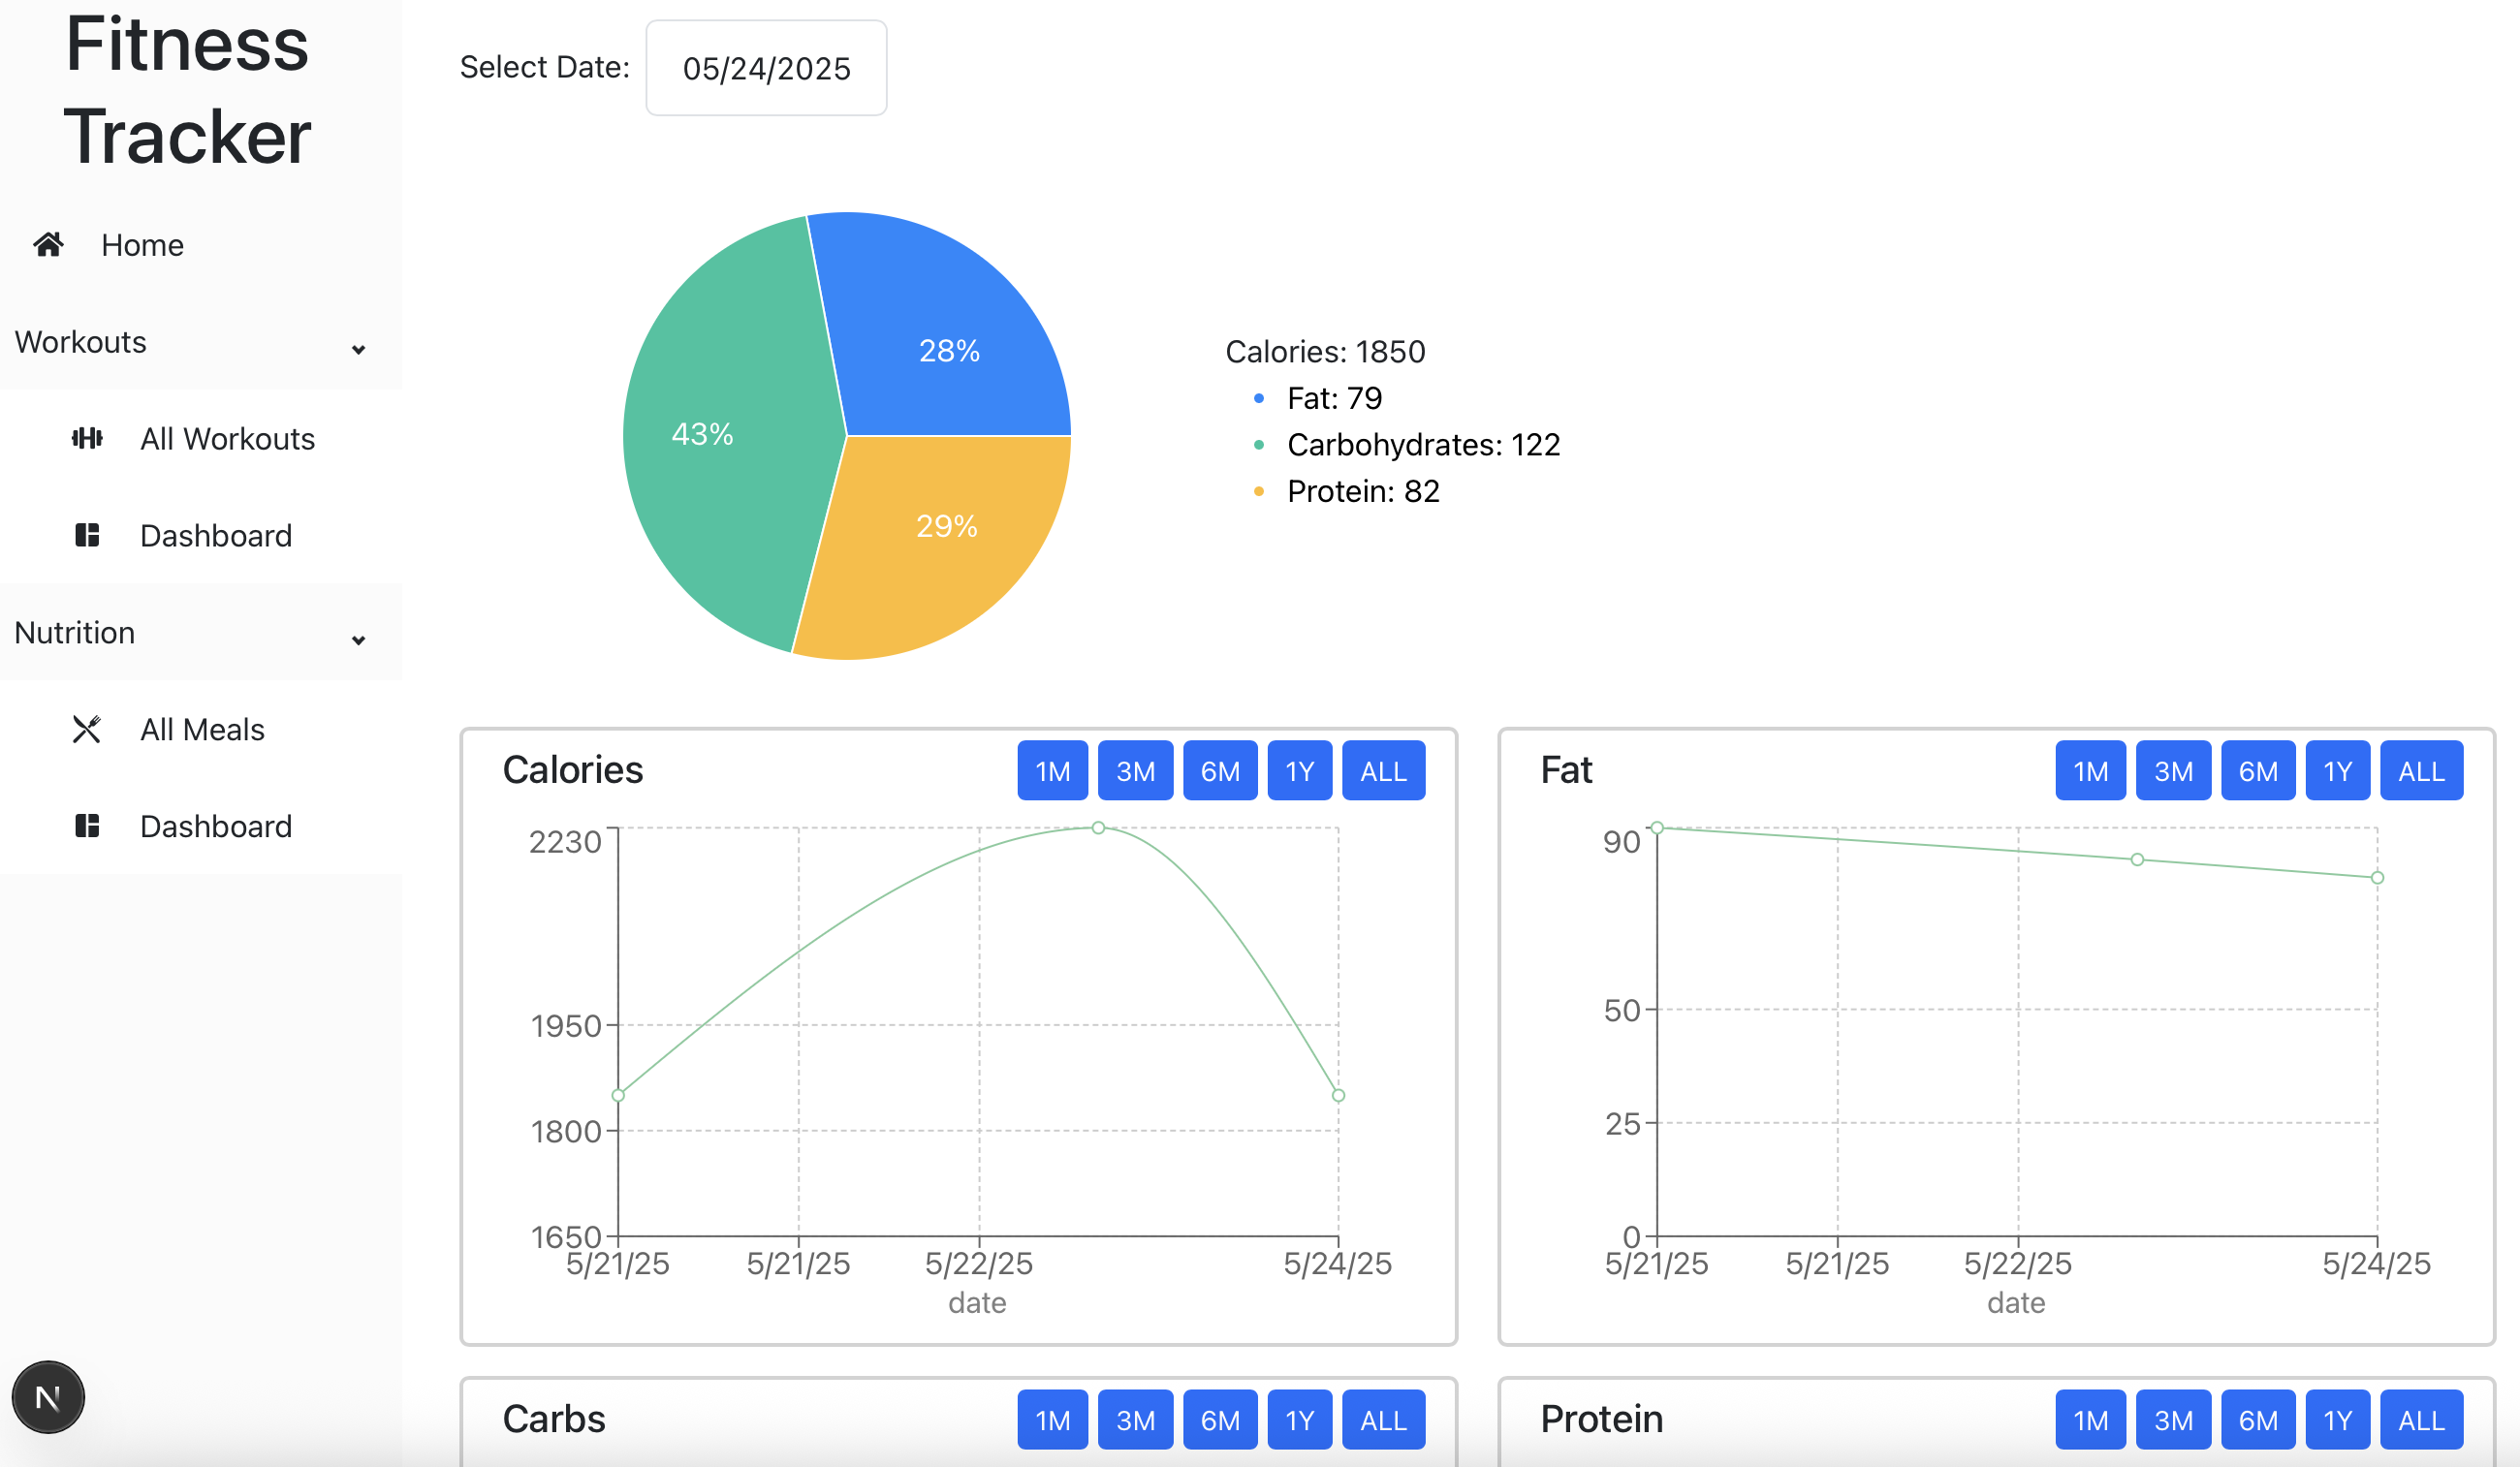 Fitness
Tracker
Home
Workouts
All Workouts
Dashboard
Nutrition
All Meals
Dashboard
N
Select Date: 05/24/2025
28%
43%
29%
Calories: 1850
Fat: 79
Carbohydrates: 122
Protein: 82
Calories 1M 3M 6M 1Y ALL
2230
1950
1800
1650
5/21/25 5/21/25 5/22/25 5/24/25
date
Fat 1M 3M 6M 1Y ALL
90
50
25
0
5/21/25 5/21/25 5/22/25 5/24/25
date
Carbs 1M 3M 6M 1Y ALL
Protein 1M 3M 6M 1Y ALL